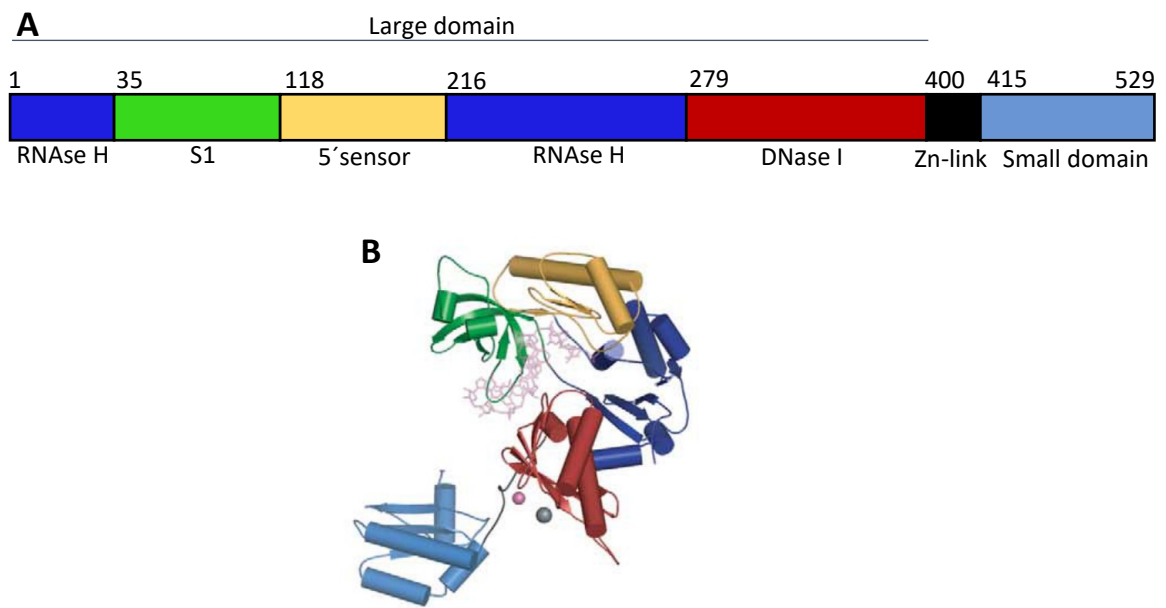 A
Large domain
1 35 118 216 279 400 415 529
RNAse H S1 5´sensor RNAse H DNase I Zn-link Small domain
B